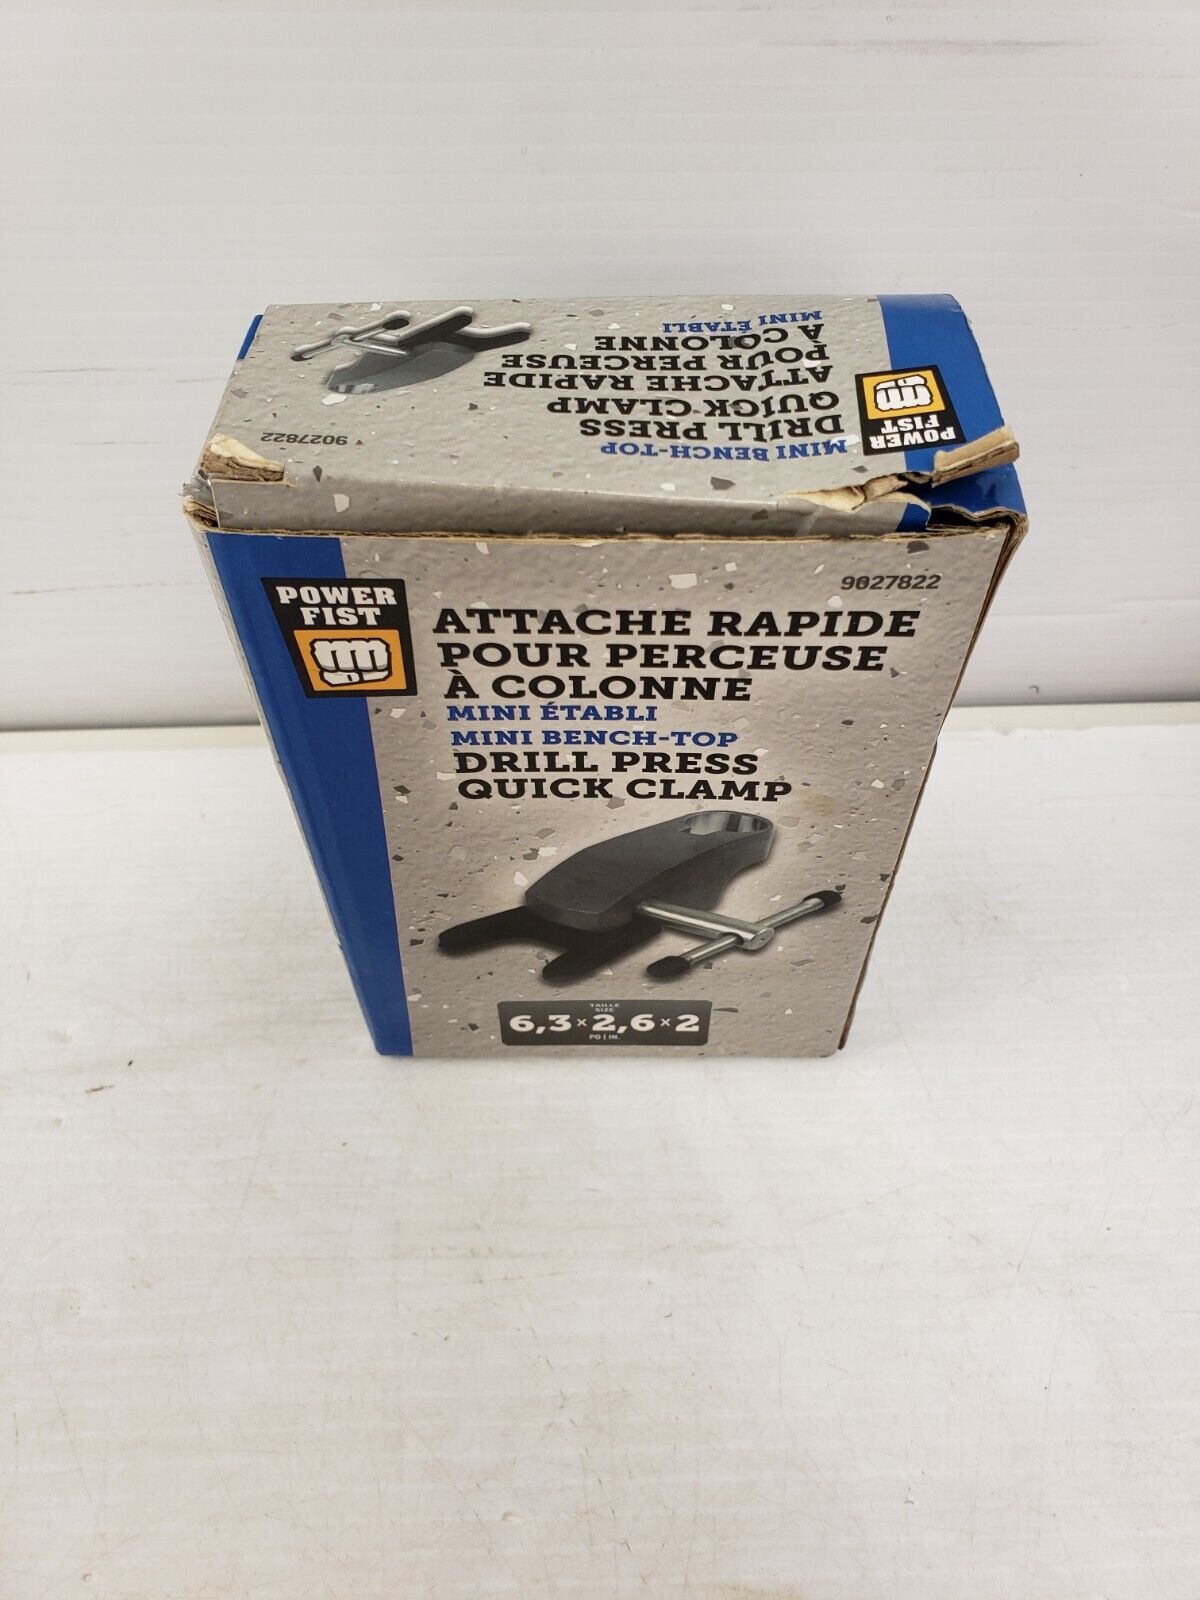 MINI BENCH-TOP
DRILL PRESS
QUICK CLAMP
ATTACHE RAPIDE
POUR PERCEUSE
À COLONNE
MINI ÉTABLI
POWER
FIST
9027822
9027822
POWER
FIST
ATTACHE RAPIDE
POUR PERCEUSE
À COLONNE
MINI ÉTABLI
MINI BENCH-TOP
DRILL PRESS
QUICK CLAMP
TAILLE
SIZE
6,3 x 2,6 x 2
PO | IN.